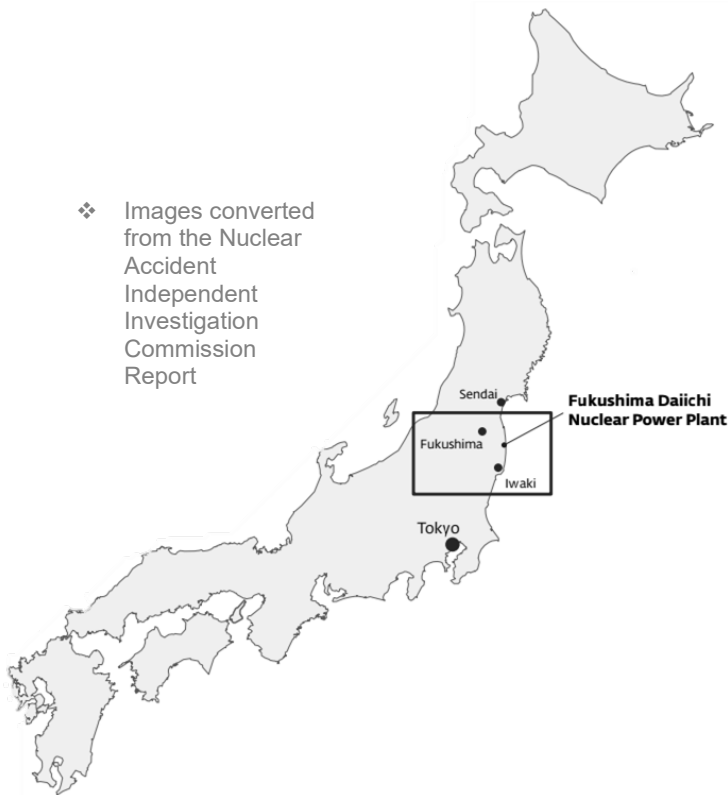 ❖ Images converted
from the Nuclear
Accident
Independent
Investigation
Commission
Report
Sendai
Fukushima Daiichi
Nuclear Power Plant
Fukushima
Iwaki
Tokyo